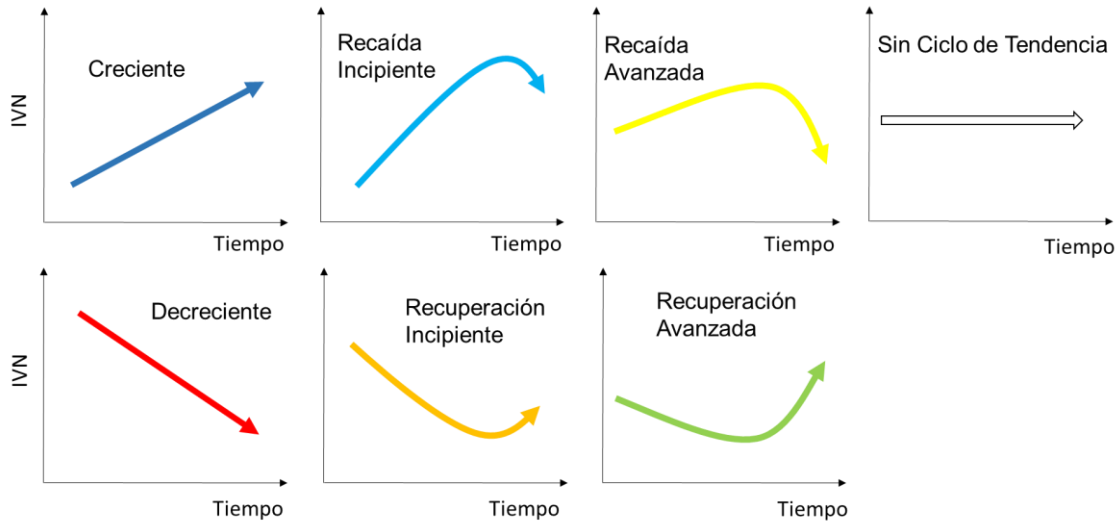 Creciente
IVN
Tiempo
Recaída
Incipiente
Tiempo
Recaída
Avanzada
Tiempo
Sin Ciclo de Tendencia
Tiempo
Decreciente
IVN
Tiempo
Recuperación
Incipiente
Tiempo
Recuperación
Avanzada
Tiempo